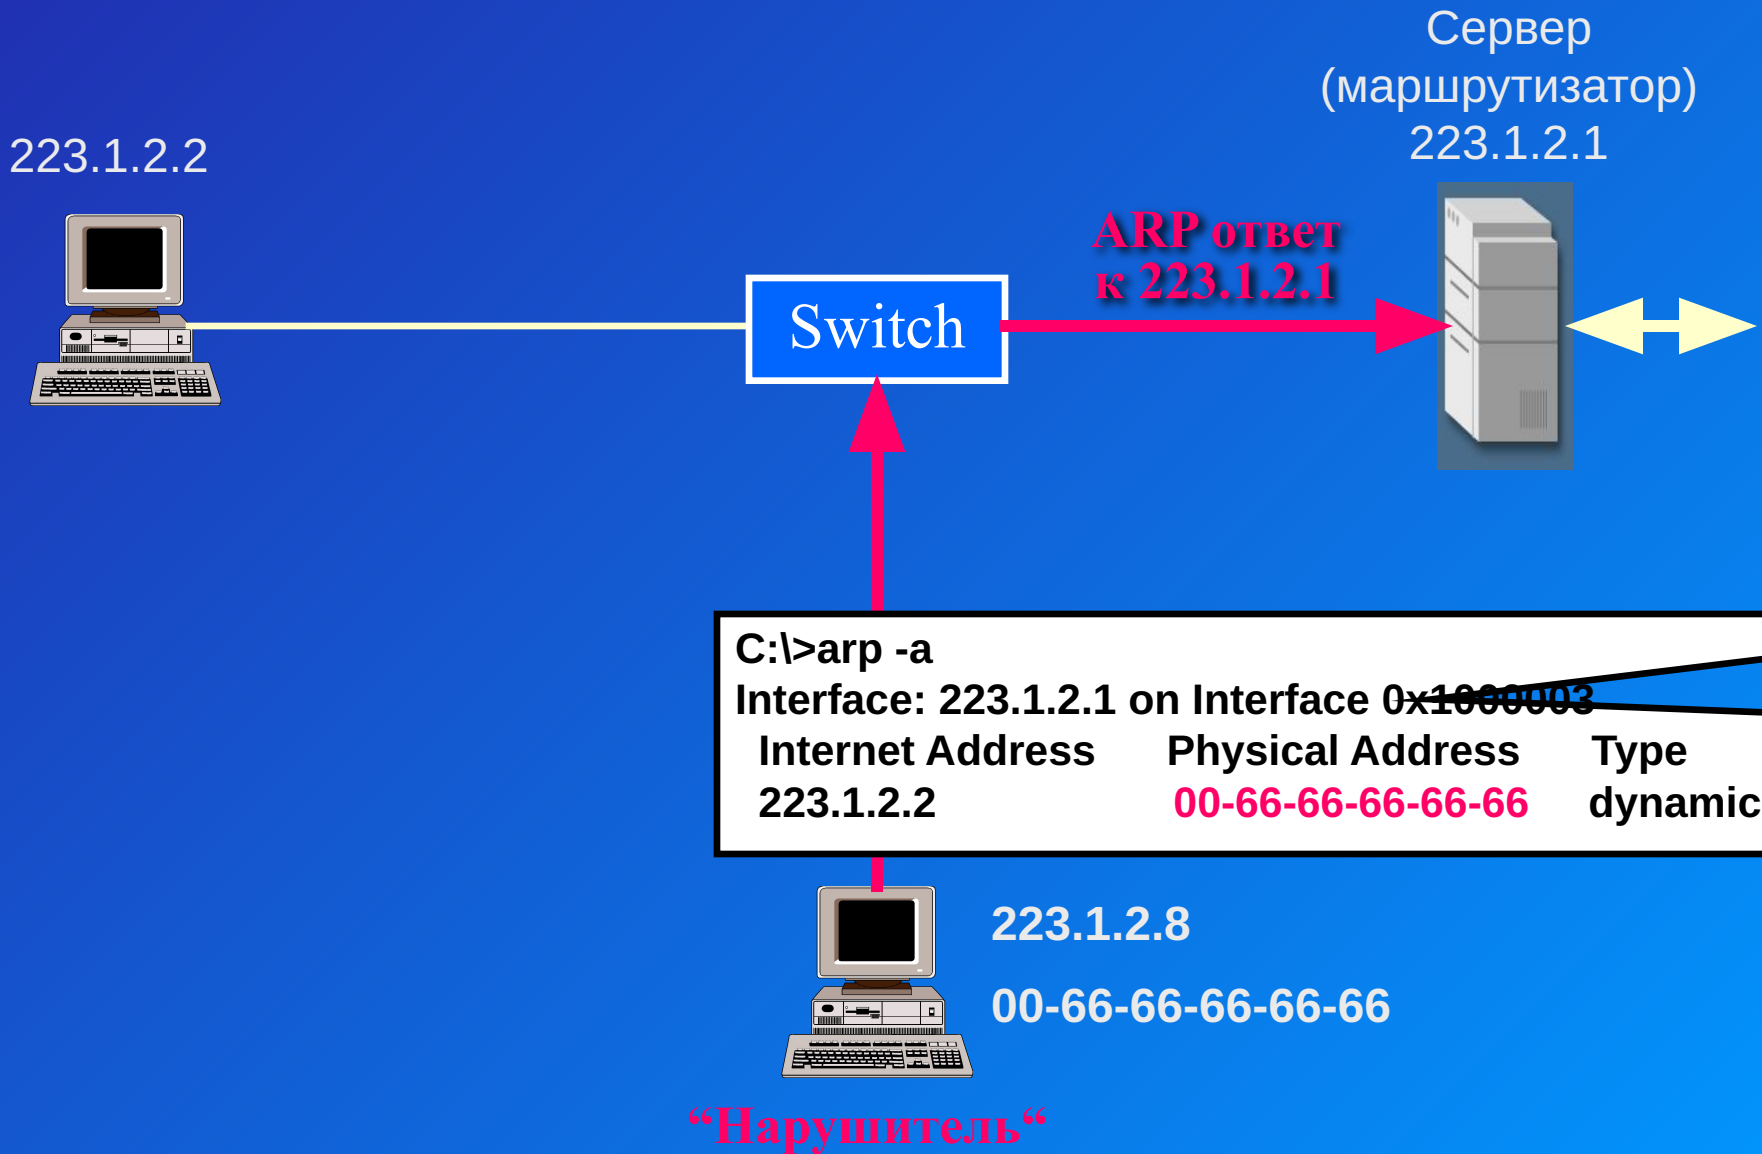 Сервер
(маршрутизатор)
223.1.2.1
223.1.2.2
ARP ответ
к 223.1.2.1
Switch
C:\>arp -a
Interface: 223.1.2.1 on Interface 0x1000003
Internet Address Physical Address Type
223.1.2.2 00-66-66-66-66-66 dynamic
223.1.2.8
00-66-66-66-66-66
“Нарушитель“